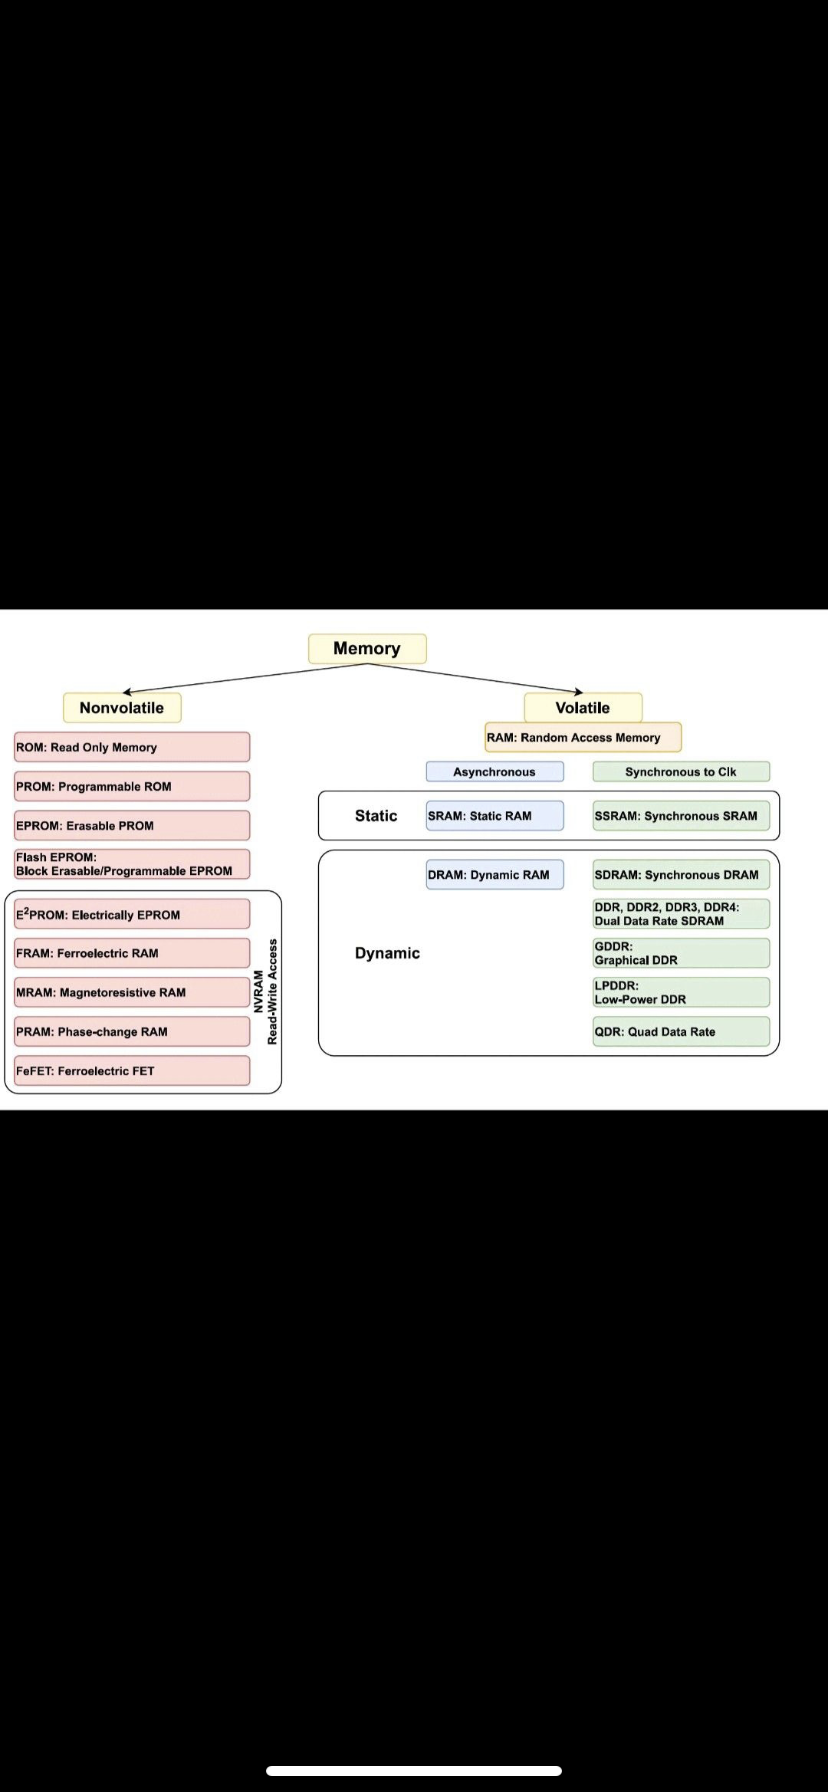 Memory
Nonvolatile
ROM: Read Only Memory
PROM: Programmable ROM
EPROM: Erasable PROM
Flash EPROM:
Block Erasable/Programmable EPROM
E²PROM: Electrically EPROM
FRAM: Ferroelectric RAM
MRAM: Magnetoresistive RAM
PRAM: Phase-change RAM
FeFET: Ferroelectric FET
NVRAM
Read-Write Access
Volatile
RAM: Random Access Memory
Asynchronous
Synchronous to Clk
Static
SRAM: Static RAM
SSRAM: Synchronous SRAM
Dynamic
DRAM: Dynamic RAM
SDRAM: Synchronous DRAM
DDR, DDR2, DDR3, DDR4:
Dual Data Rate SDRAM
GDDR:
Graphical DDR
LPDDR:
Low-Power DDR
QDR: Quad Data Rate